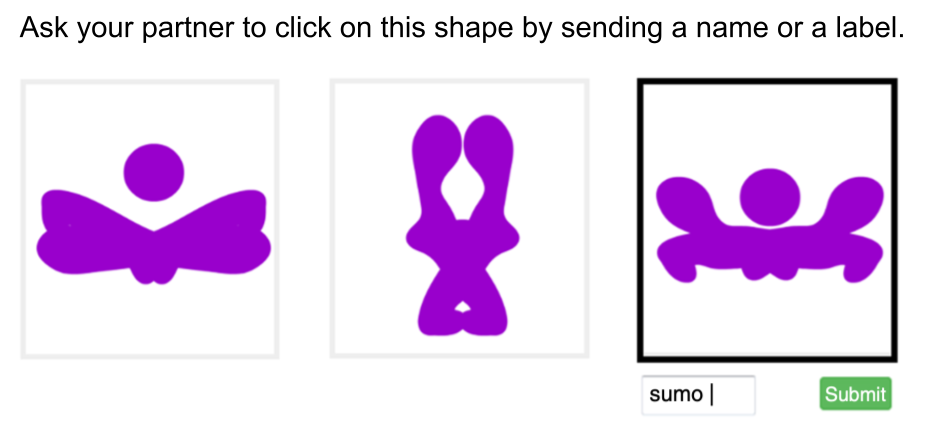 Ask your partner to click on this shape by sending a name or a label.
sumo
Submit